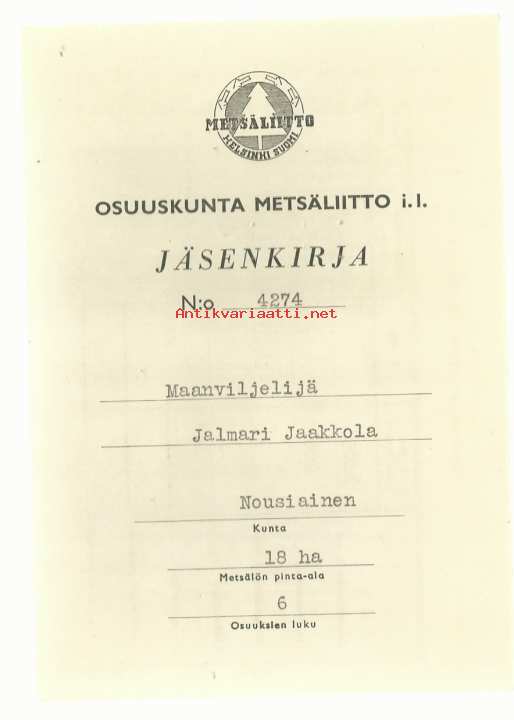 METSÄLIITTO
HELSINKI SUOMI
OSUUSKUNTA METSÄLIITTO i.l.
JÄSENKIRJA
N:o 4274
Antikvariaatti.net
Maanviljelijä
Jalmari Jaakkola
Nousiainen
Kunta
18 ha
Metsälön pinta-ala
6
Osuuksien luku